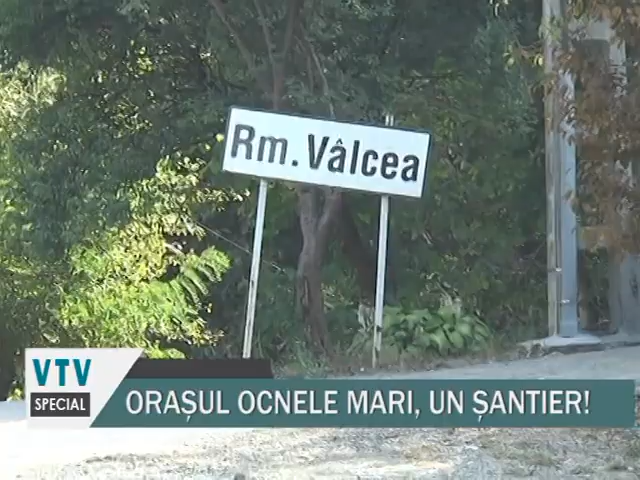 Rm. Vâlcea
VTV
SPECIAL
ORAȘUL OCNELE MARI, UN ȘANTIER!